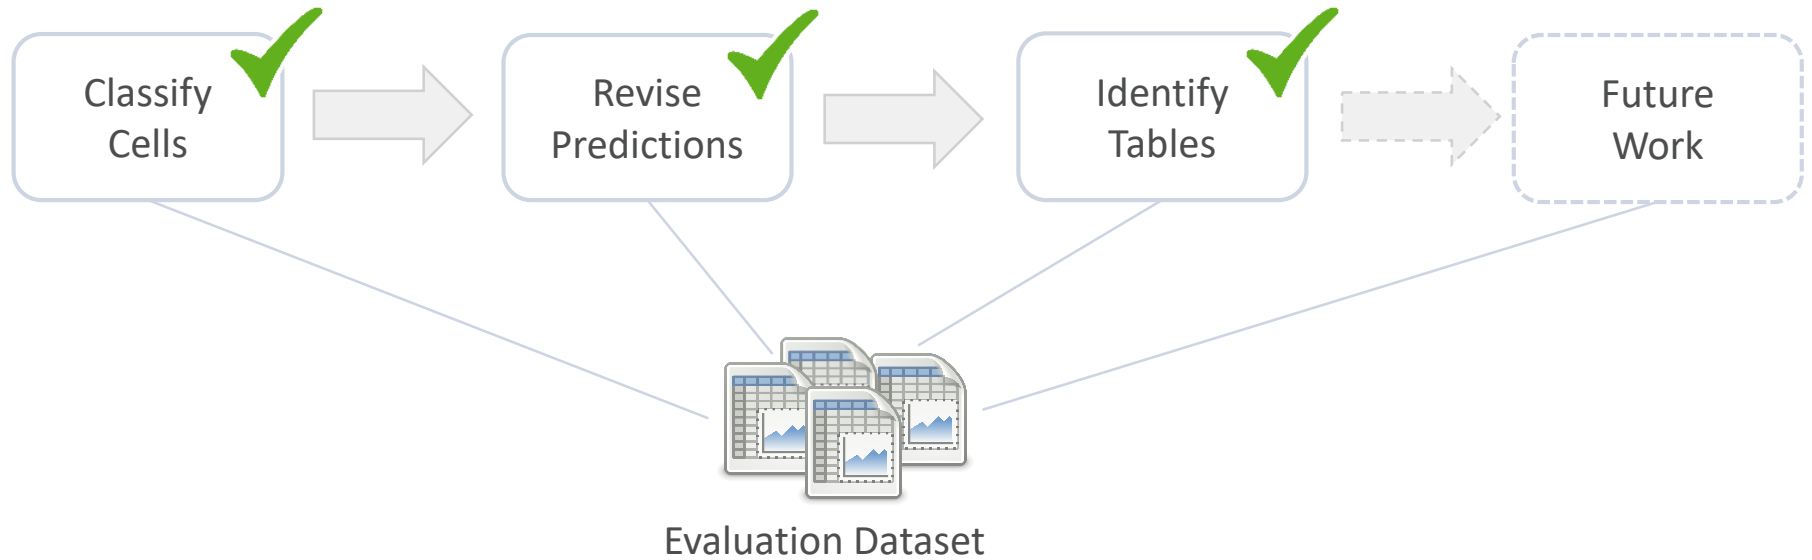 Classify
Cells
Revise
Predictions
Identify
Tables
Future
Work
Evaluation Dataset